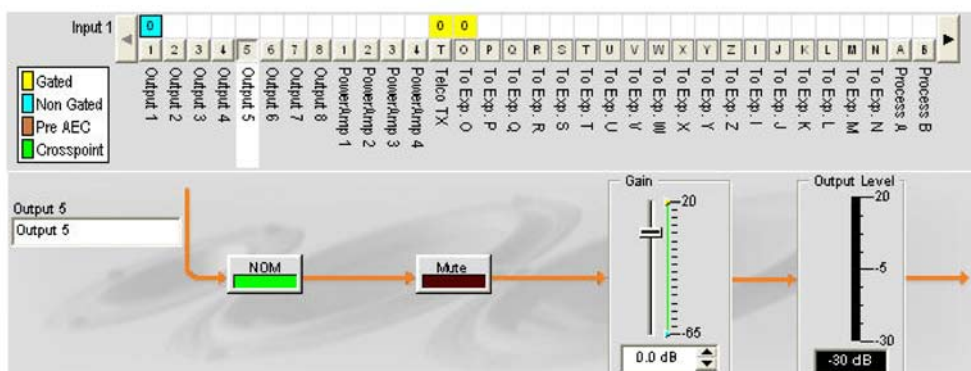 Input 1
0 0 0
1 2 3 4 5 6 7 8 1 2 3 4 T O P Q R S T U V W X Y Z I J K L M N A B
Output 1
Output 2
Output 3
Output 4
Output 5
Output 6
Output 7
Output 8
PowerAmp 1
PowerAmp 2
PowerAmp 3
PowerAmp 4
Telco TX
To Exp. O
To Exp. P
To Exp. Q
To Exp. R
To Exp. S
To Exp. T
To Exp. U
To Exp. V
To Exp. W
To Exp. X
To Exp. Y
To Exp. Z
To Exp. I
To Exp. J
To Exp. K
To Exp. L
To Exp. M
To Exp. N
Process A
Process B
Gated
Non Gated
Pre AEC
Crosspoint
Output 5
Output 5
NOM
Mute
Gain
20
-65
0.0 dB
Output Level
20
-5
-30
-30 dB